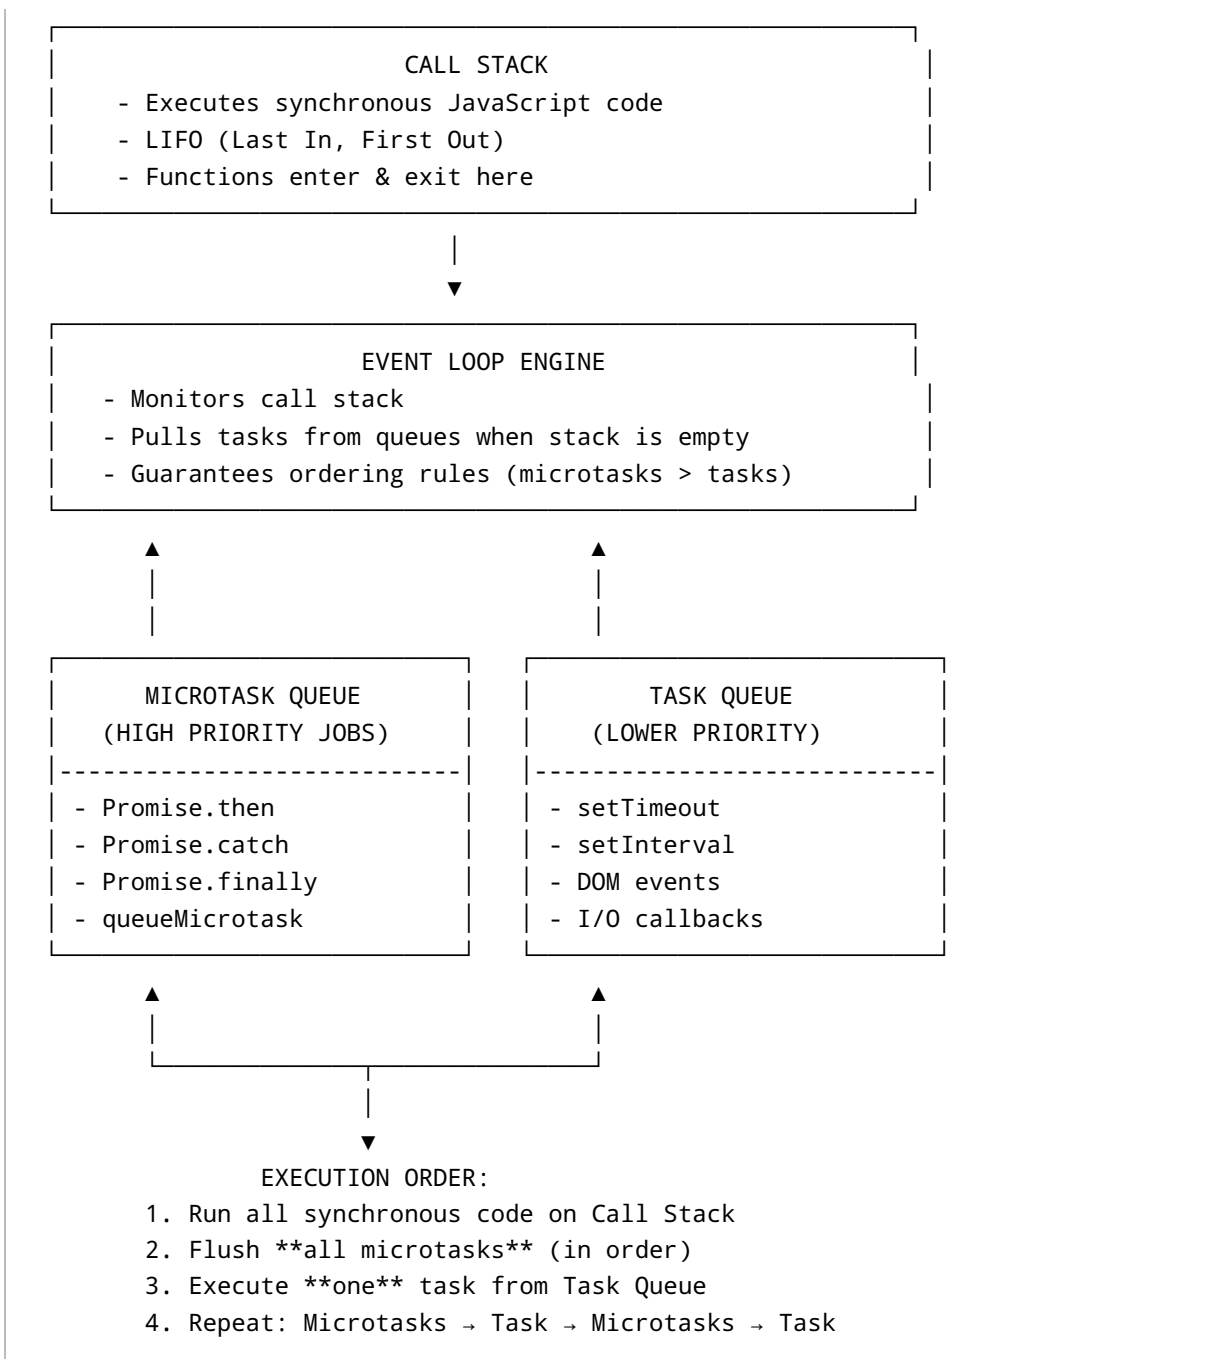 CALL STACK
- Executes synchronous JavaScript code
- LIFO (Last In, First Out)
- Functions enter & exit here
EVENT LOOP ENGINE
- Monitors call stack
- Pulls tasks from queues when stack is empty
- Guarantees ordering rules (microtasks > tasks)
MICROTASK QUEUE
(HIGH PRIORITY JOBS)
- Promise.then
- Promise.catch
- Promise.finally
- queueMicrotask
TASK QUEUE
(LOWER PRIORITY)
- setTimeout
- setInterval
- DOM events
- I/O callbacks
EXECUTION ORDER:
1. Run all synchronous code on Call Stack
2. Flush **all microtasks** (in order)
3. Execute **one** task from Task Queue
4. Repeat: Microtasks → Task → Microtasks → Task